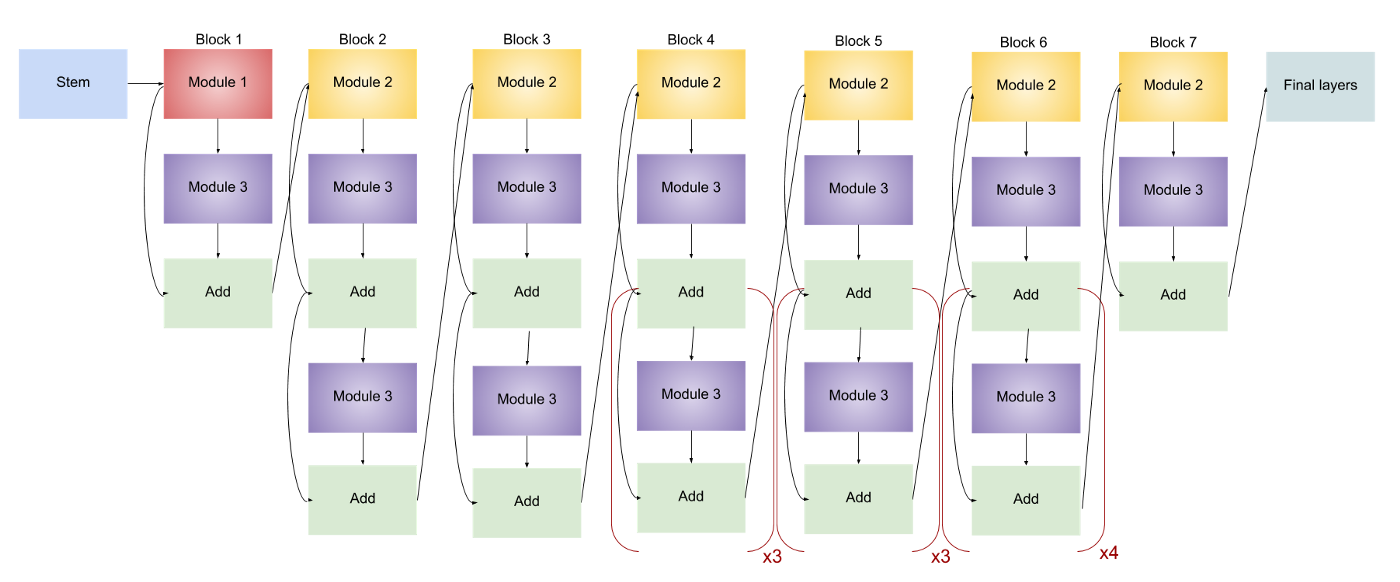 Block 1
Block 2
Block 3
Block 4
Block 5
Block 6
Block 7
Stem
Module 1
Module 2
Module 2
Module 2
Module 2
Module 2
Module 2
Final layers
Module 3
Module 3
Module 3
Module 3
Module 3
Module 3
Module 3
Add
Add
Add
Add
Add
Add
Add
Module 3
Module 3
Module 3
Module 3
Module 3
Add
Add
Add
Add
Add
x3
x3
x4